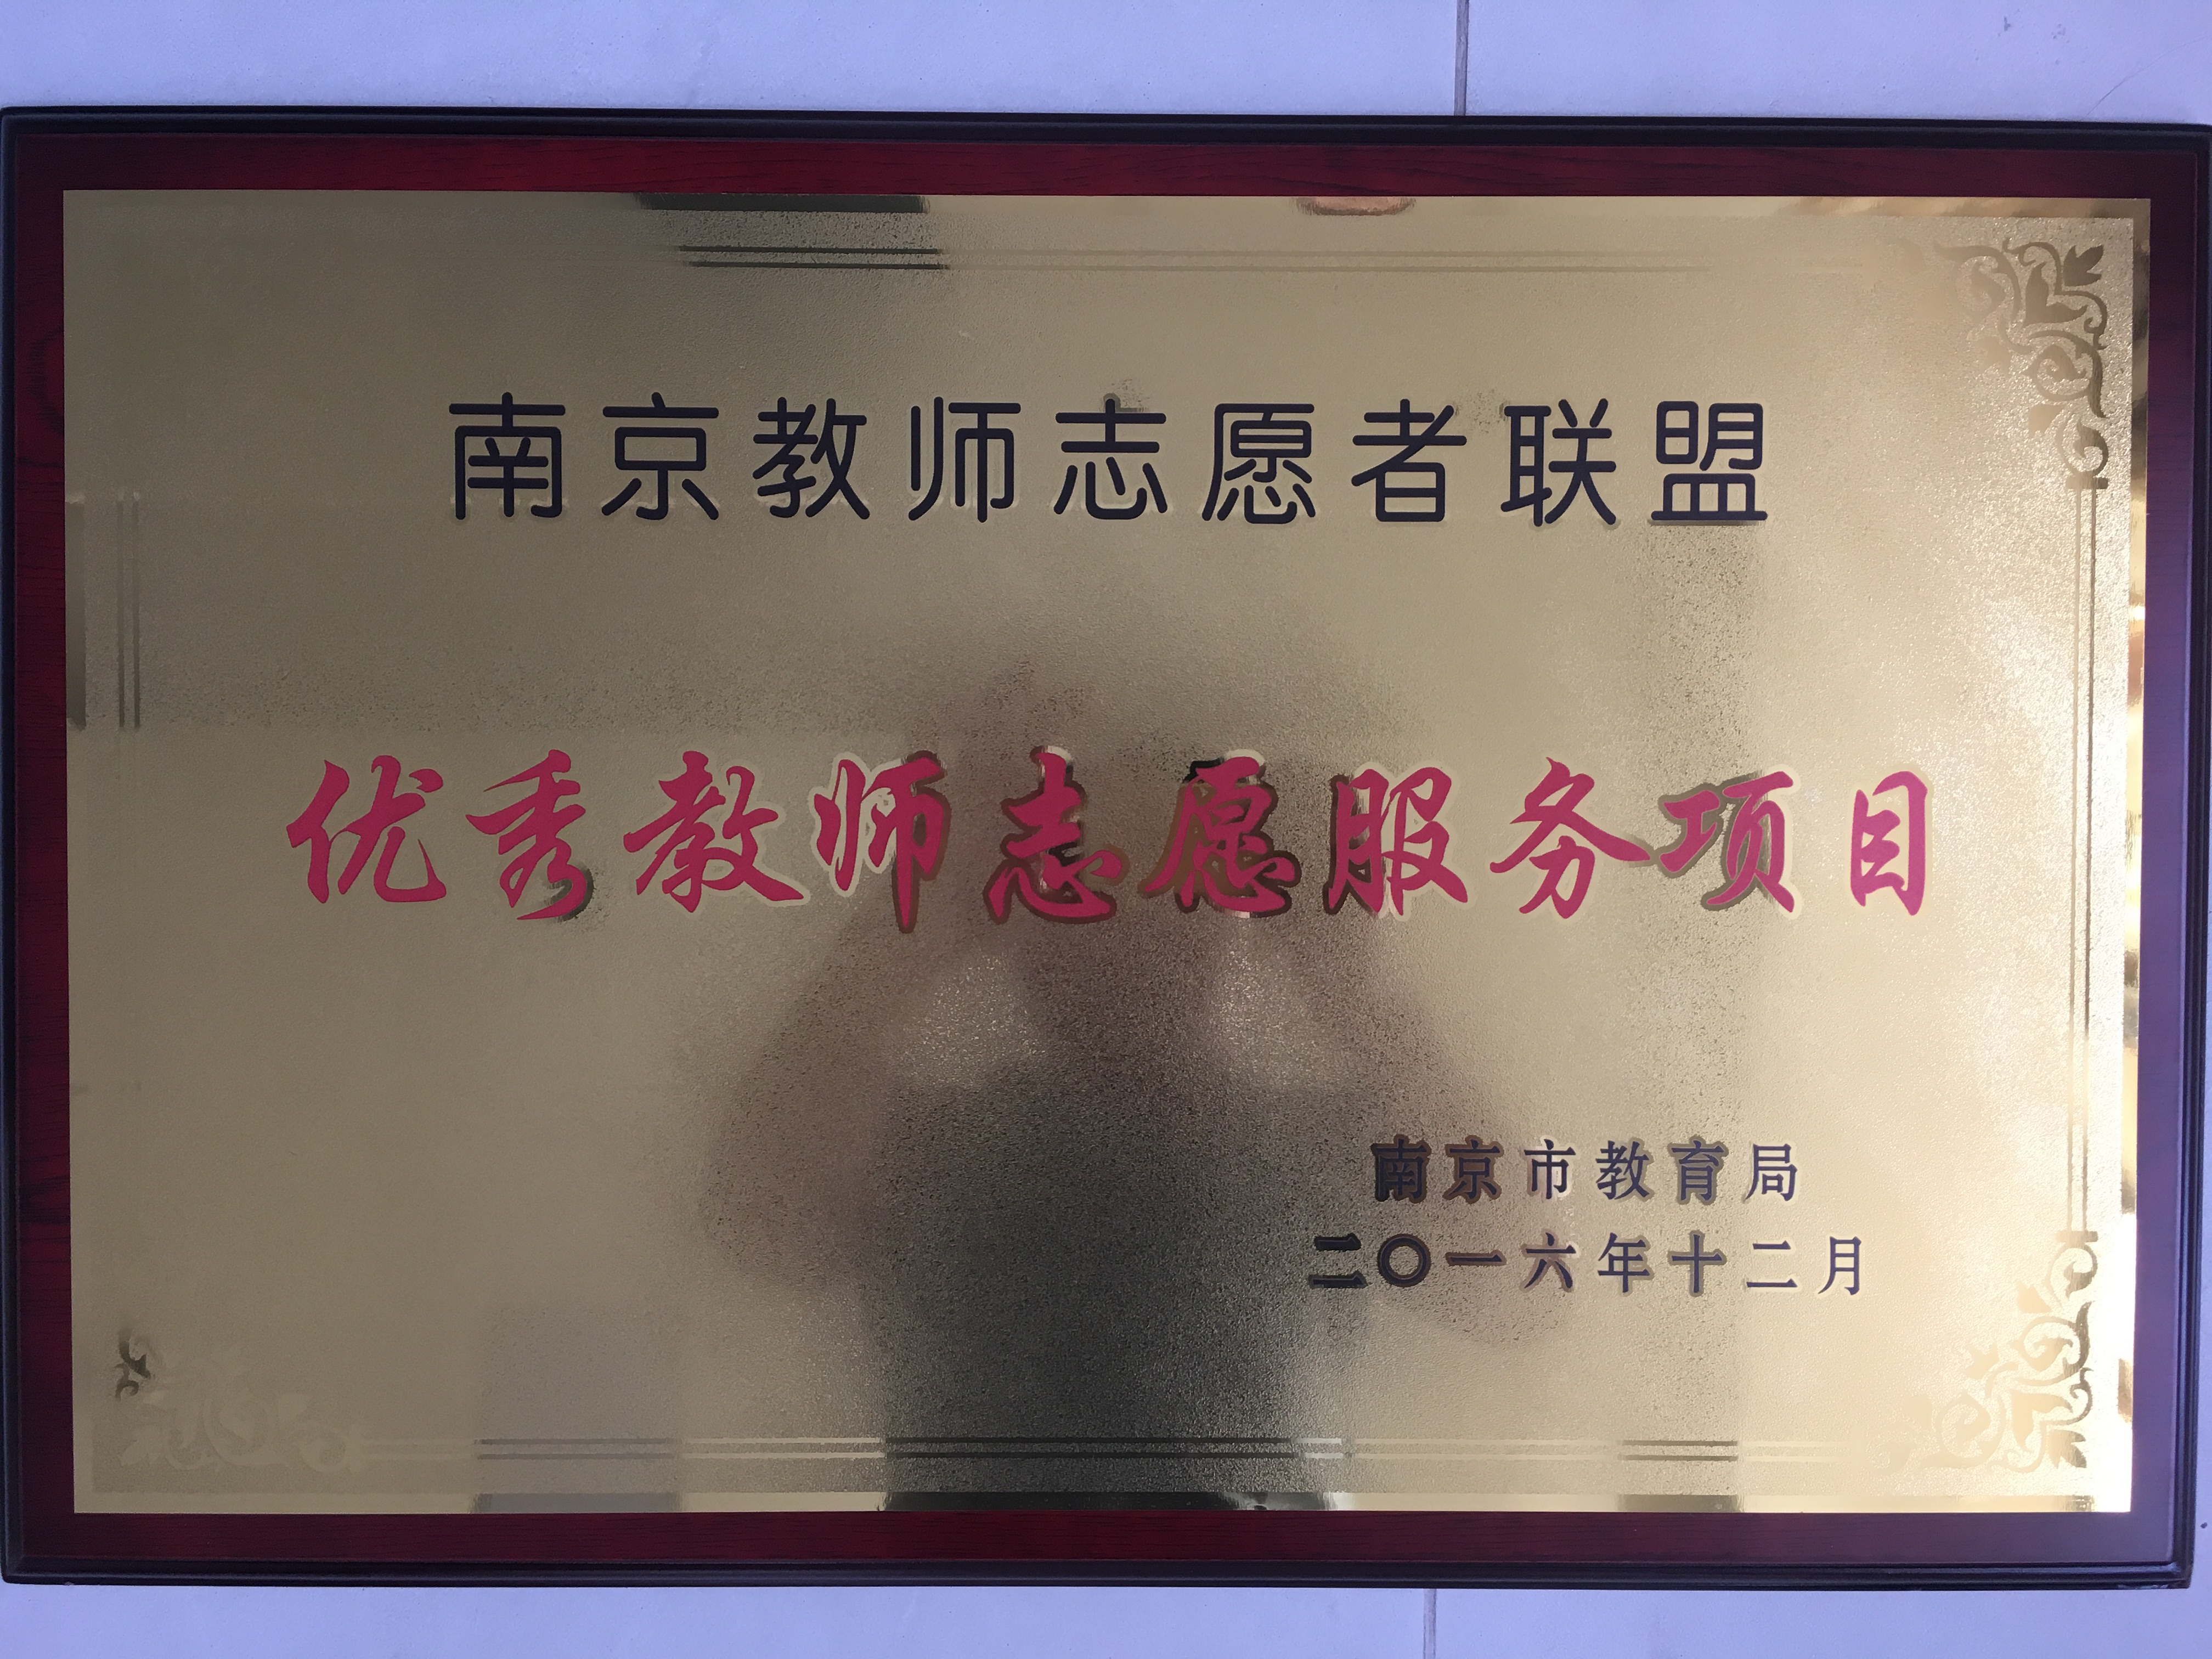 南京教师志愿者联盟
优秀教师志愿服务项目
南京市教育局
二〇一六年十二月